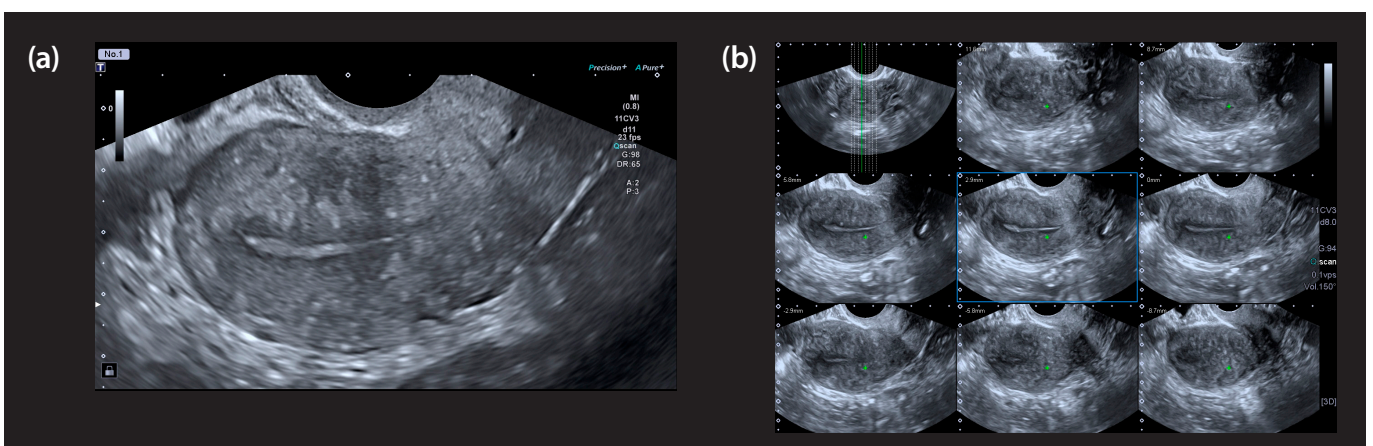 (a)
No.1
T
Precision+ A Pure+
0
MI
(0.8)
11CV3
d11
23 fps
Qscan
G:98
DR:65
A:2
P:3
(b)
11.6mm
8.7mm
5.8mm
2.9mm
0mm
11CV3
d8.0
G:94
scan
0.1vps
Vol.150°
-2.9mm
-5.8mm
-8.7mm
[3D]